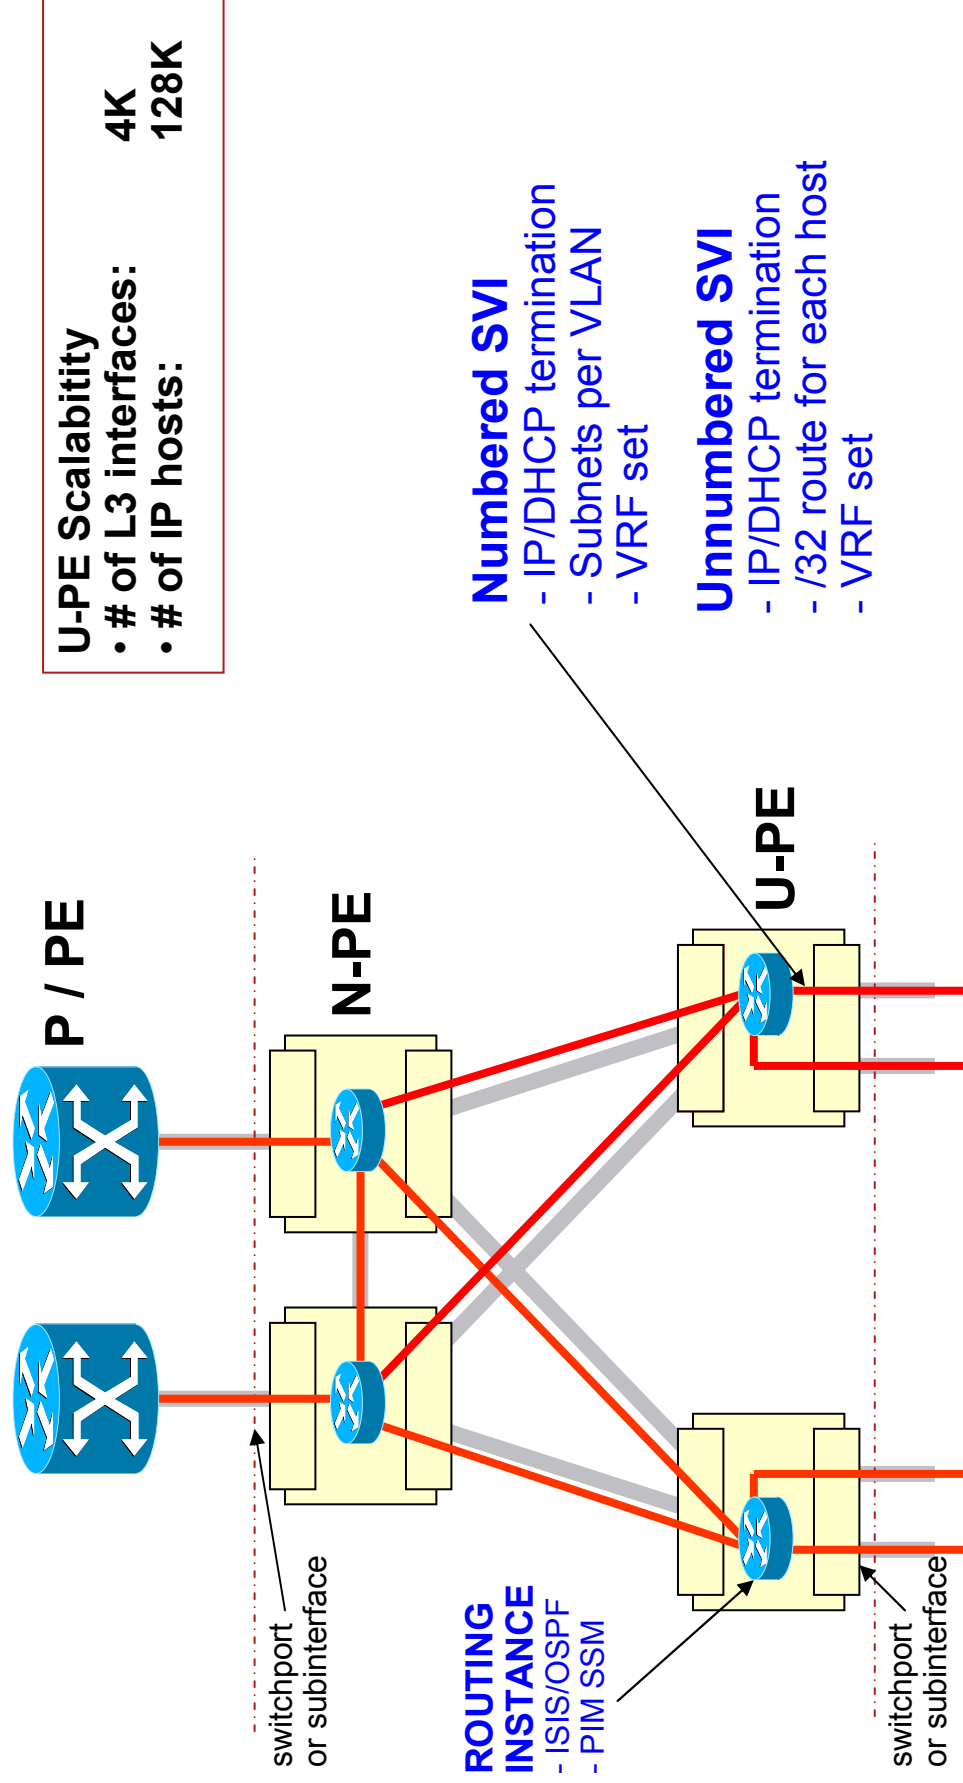 U-PE Scalabitity
• # of L3 interfaces: 4K
• # of IP hosts: 128K
P / PE
switchport
or subinterface
N-PE
ROUTING
INSTANCE
- ISIS/OSPF
- PIM SSM
Numbered SVI
- IP/DHCP termination
- Subnets per VLAN
- VRF set
Unnumbered SVI
- IP/DHCP termination
- /32 route for each host
- VRF set
U-PE
switchport
or subinterface